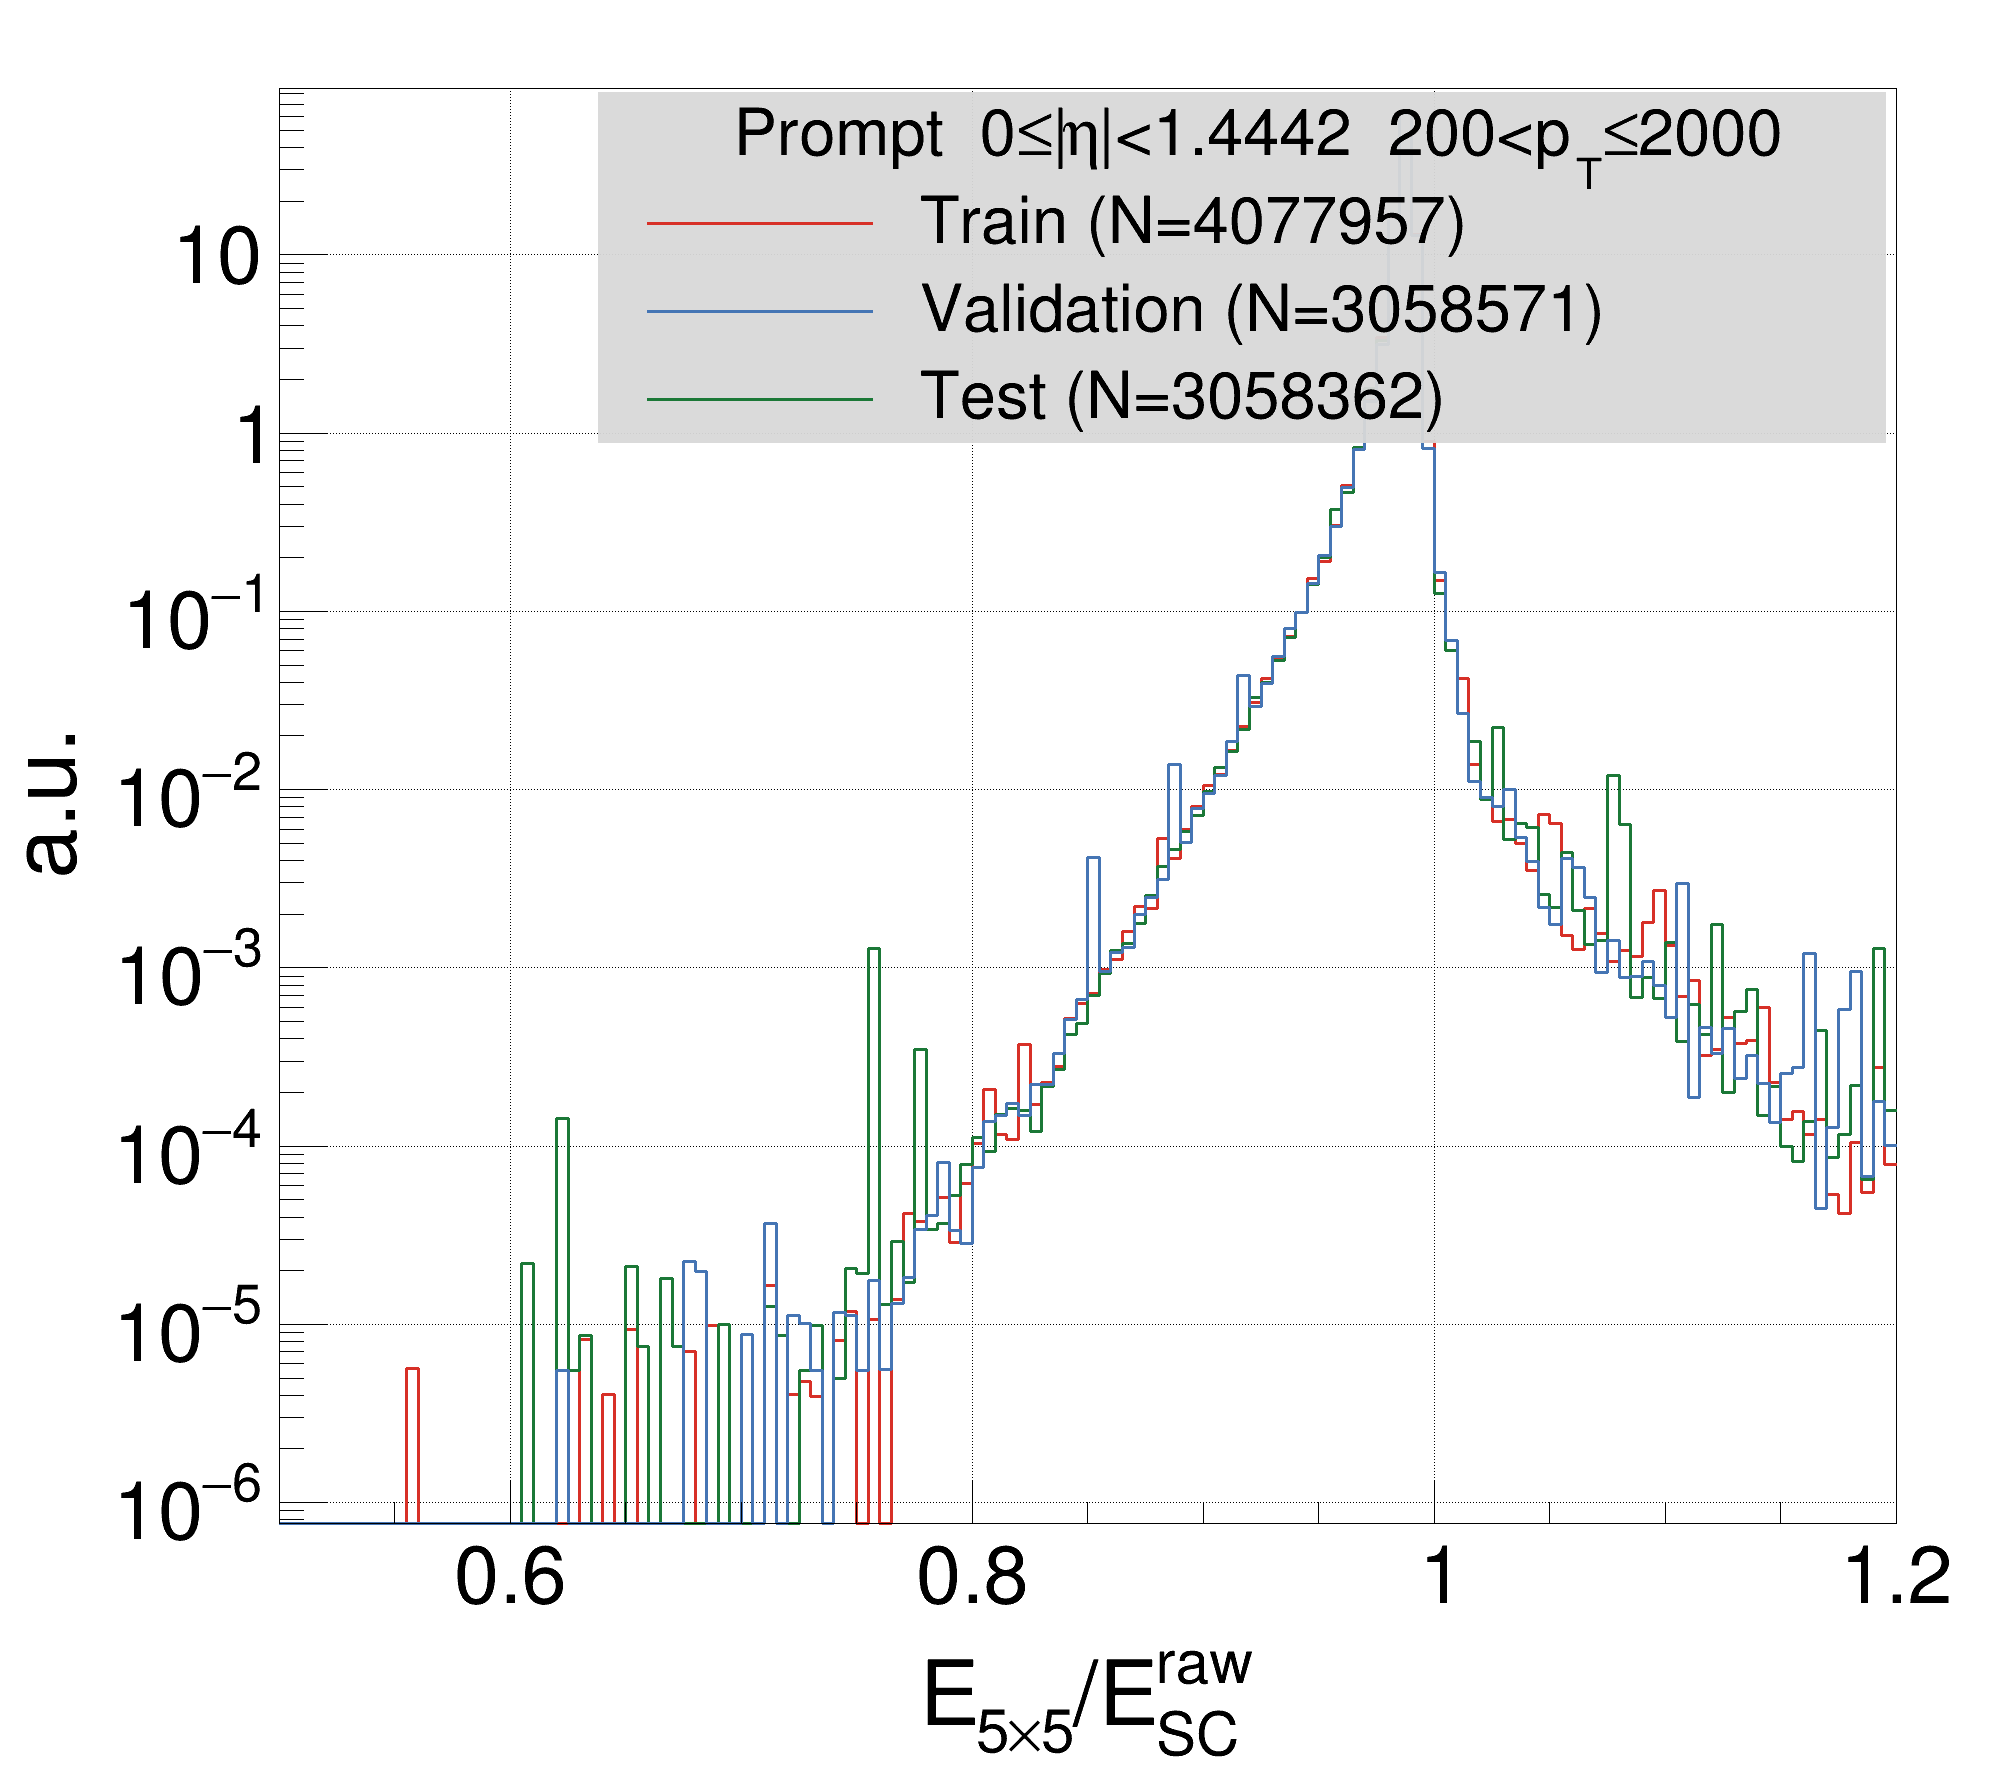 Prompt 0≤|η|<1.4442 200<p_T≤2000
Train (N=4077957)
Validation (N=3058571)
Test (N=3058362)
10
1
10^−1
10^−2
10^−3
10^−4
10^−5
10^−6
a.u.
0.6 0.8 1 1.2
E_5×5/E_SC^raw